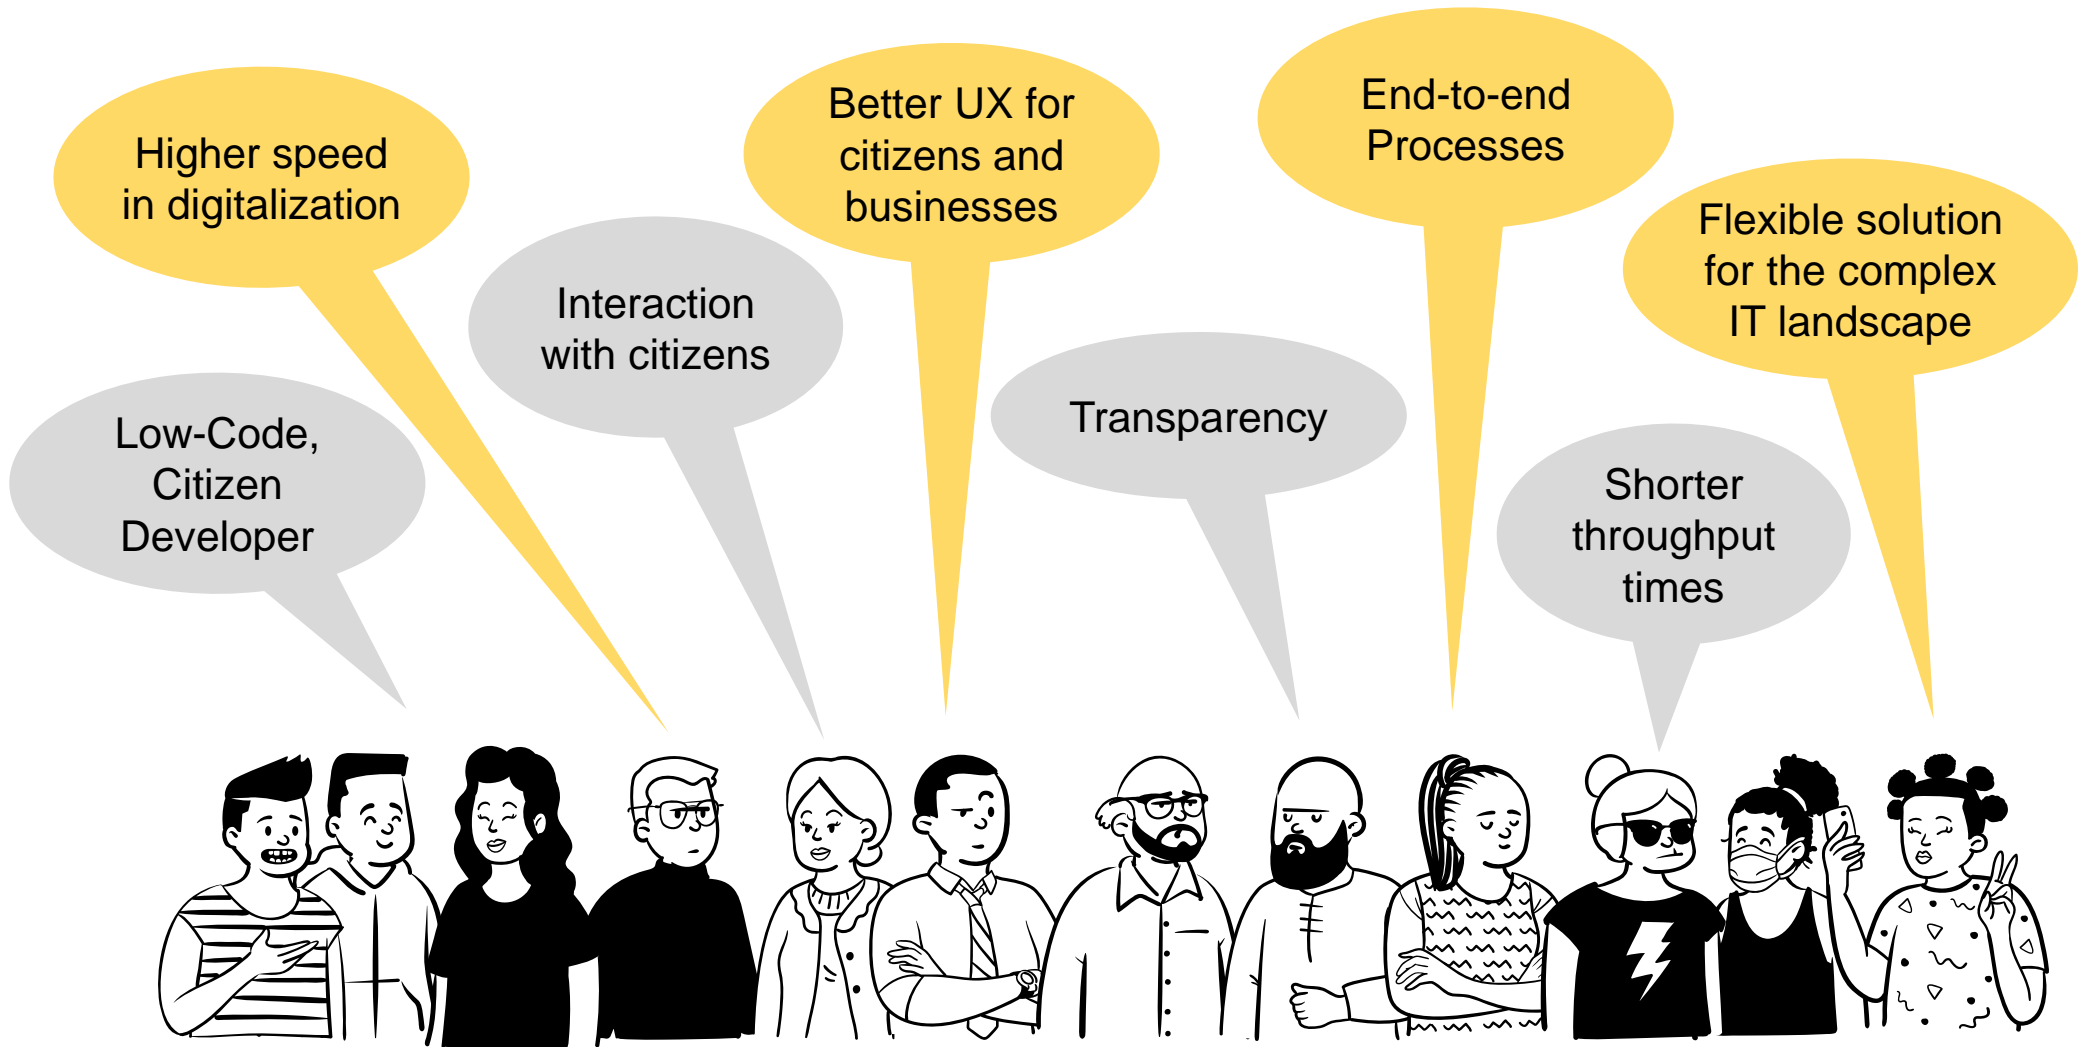 Higher speed
in digitalization
Better UX for
citizens and
businesses
End-to-end
Processes
Flexible solution
for the complex
IT landscape
Interaction
with citizens
Transparency
Low-Code,
Citizen
Developer
Shorter
throughput
times